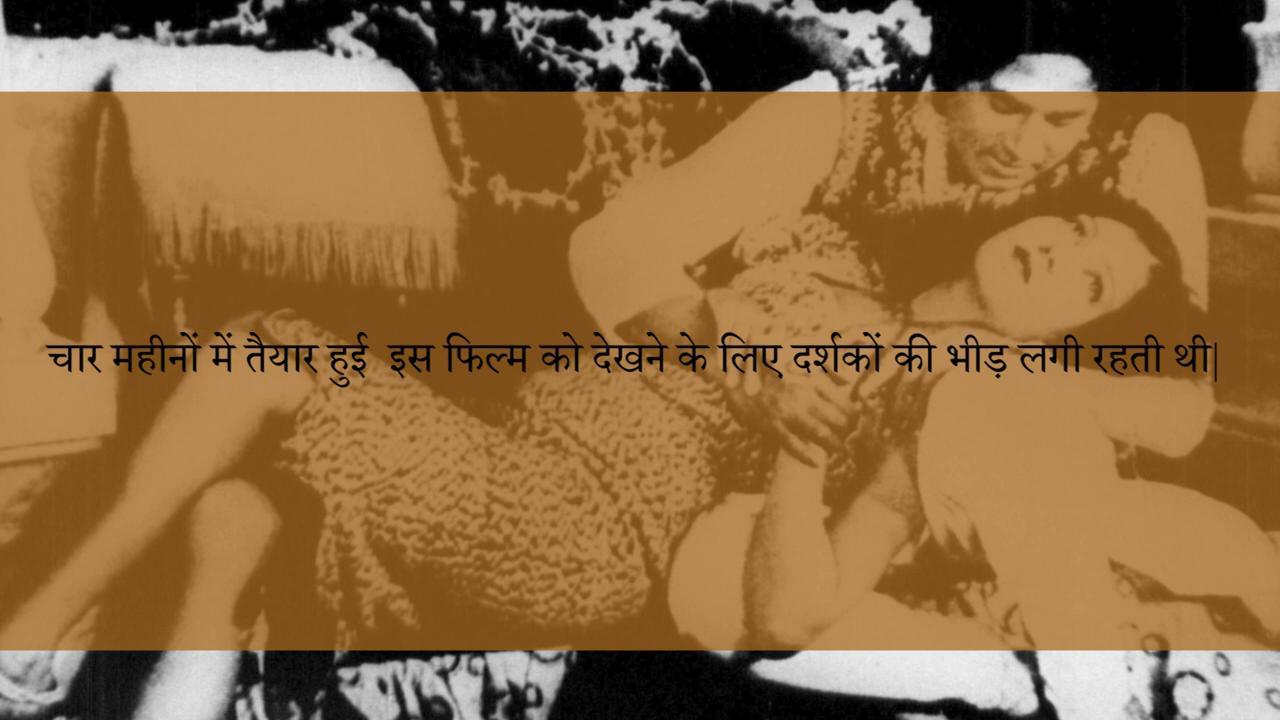 चार महीनों में तैयार हुई  इस फिल्म को देखने के लिए दर्शकों की भीड़ लगी रहती थी|